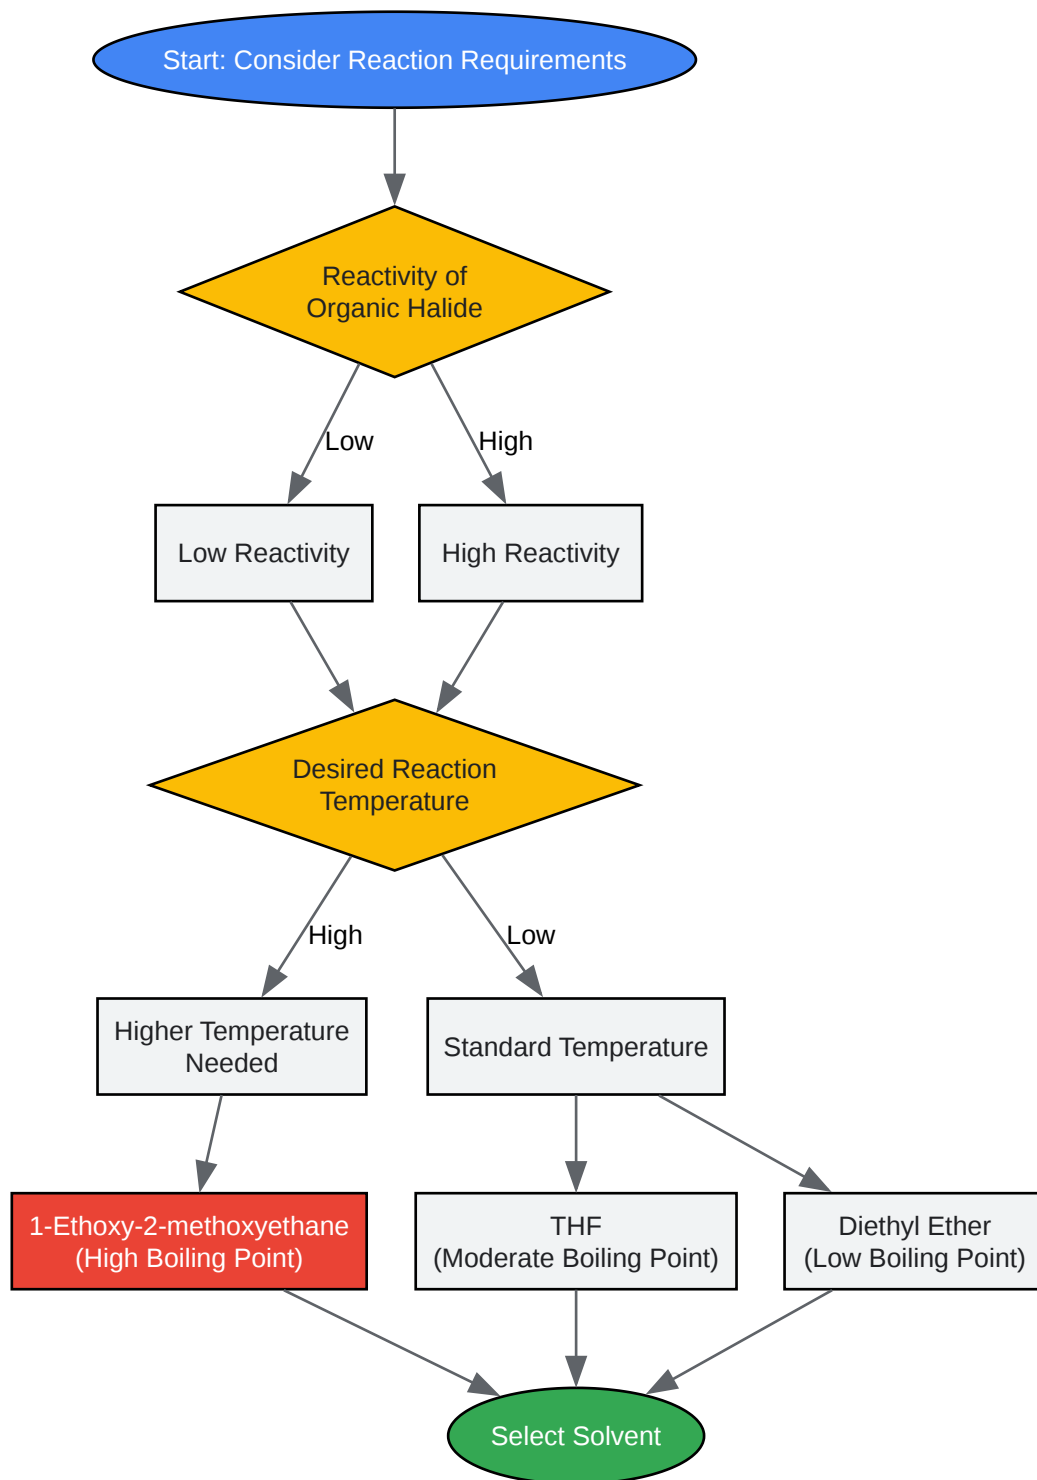 Start: Consider Reaction Requirements
Reactivity of
Organic Halide
Low
High
Low Reactivity
High Reactivity
Desired Reaction
Temperature
High
Low
Higher Temperature
Needed
Standard Temperature
1-Ethoxy-2-methoxyethane
(High Boiling Point)
THF
(Moderate Boiling Point)
Diethyl Ether
(Low Boiling Point)
Select Solvent